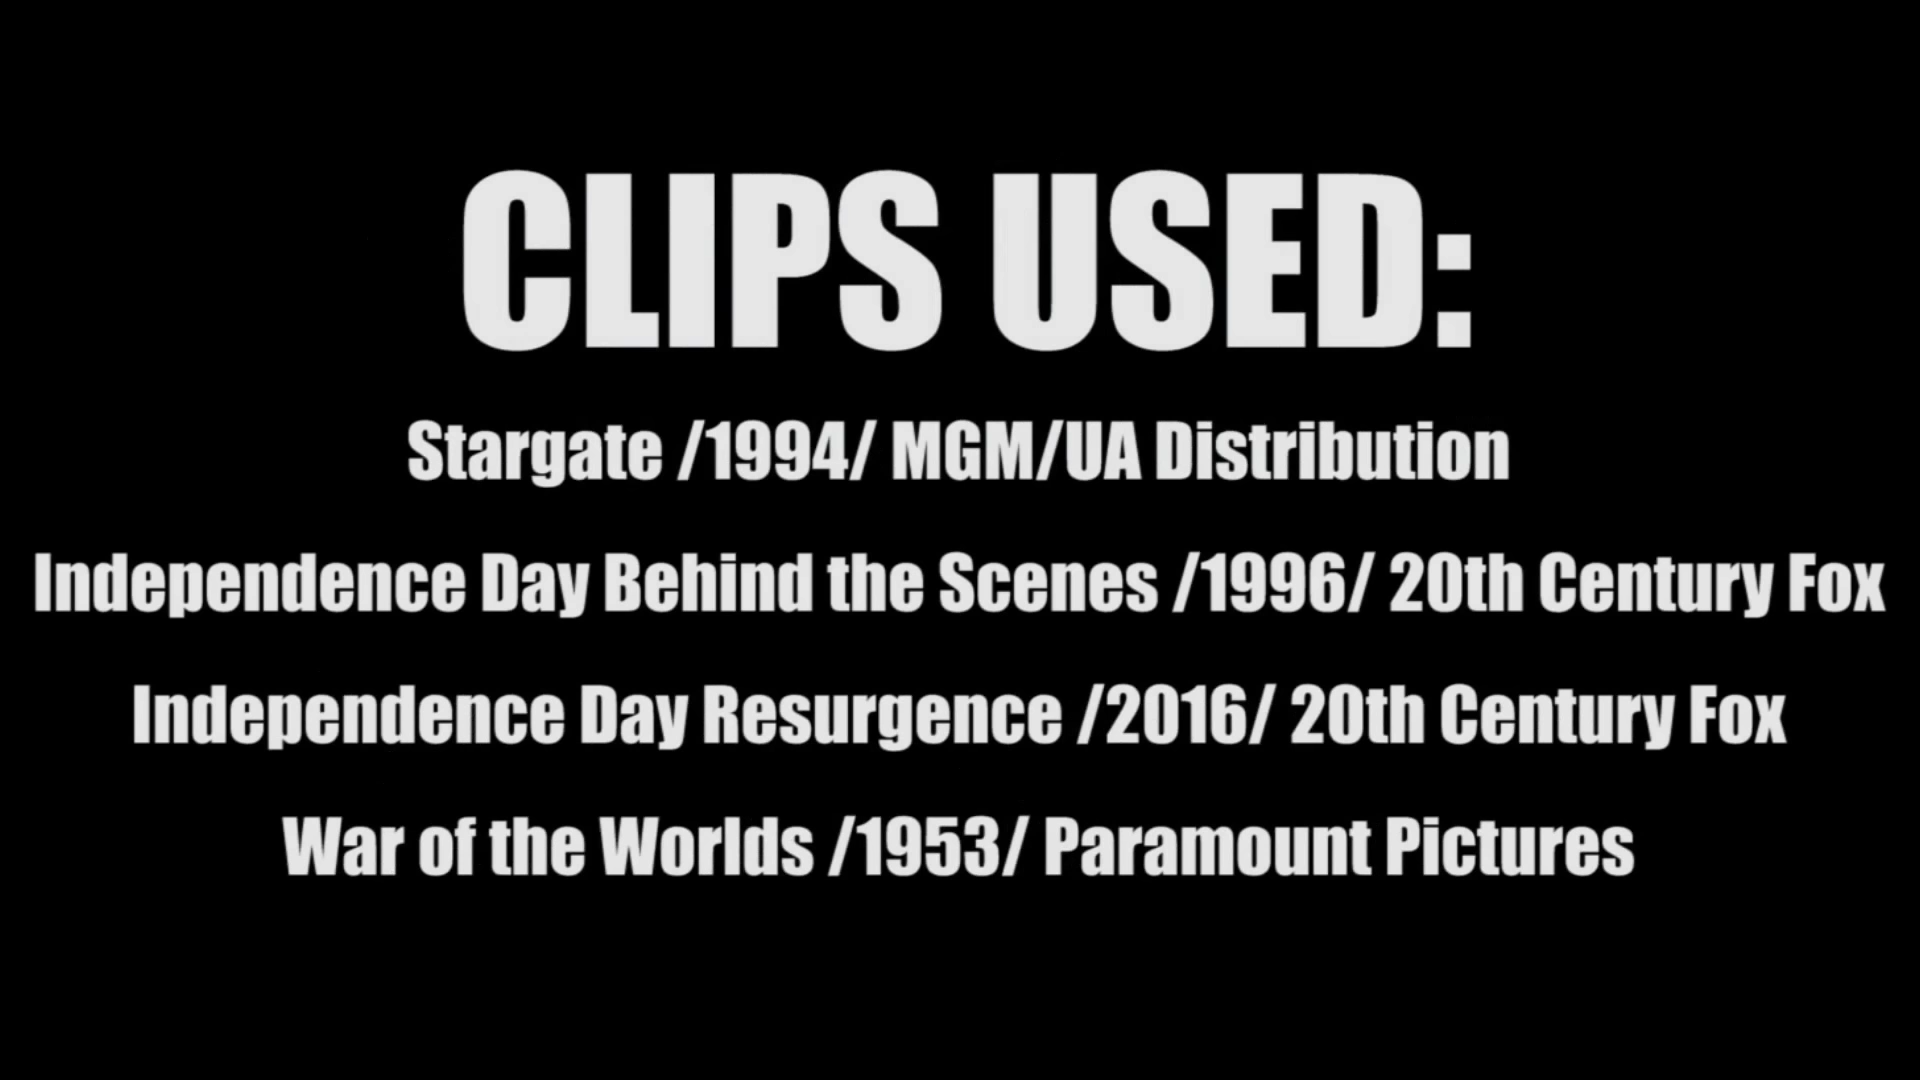 CLIPS USED:
Stargate /1994/ MGM/UA Distribution
Independence Day Behind the Scenes /1996/ 20th Century Fox
Independence Day Resurgence /2016/ 20th Century Fox
War of the Worlds /1953/ Paramount Pictures